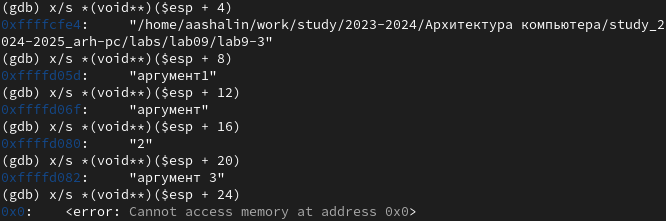 (gdb) x/s *(void**)($esp + 4)
0xffffcfe4:     "/home/aashalin/work/study/2023-2024/Архитектура компьютера/study_2
024-2025_arh-pc/labs/lab09/lab9-3"
(gdb) x/s *(void**)($esp + 8)
0xffffd05d:     "аргумент1"
(gdb) x/s *(void**)($esp + 12)
0xffffd06f:     "аргумент"
(gdb) x/s *(void**)($esp + 16)
0xffffd080:     "2"
(gdb) x/s *(void**)($esp + 20)
0xffffd082:     "аргумент 3"
(gdb) x/s *(void**)($esp + 24)
0x0:    <error: Cannot access memory at address 0x0>